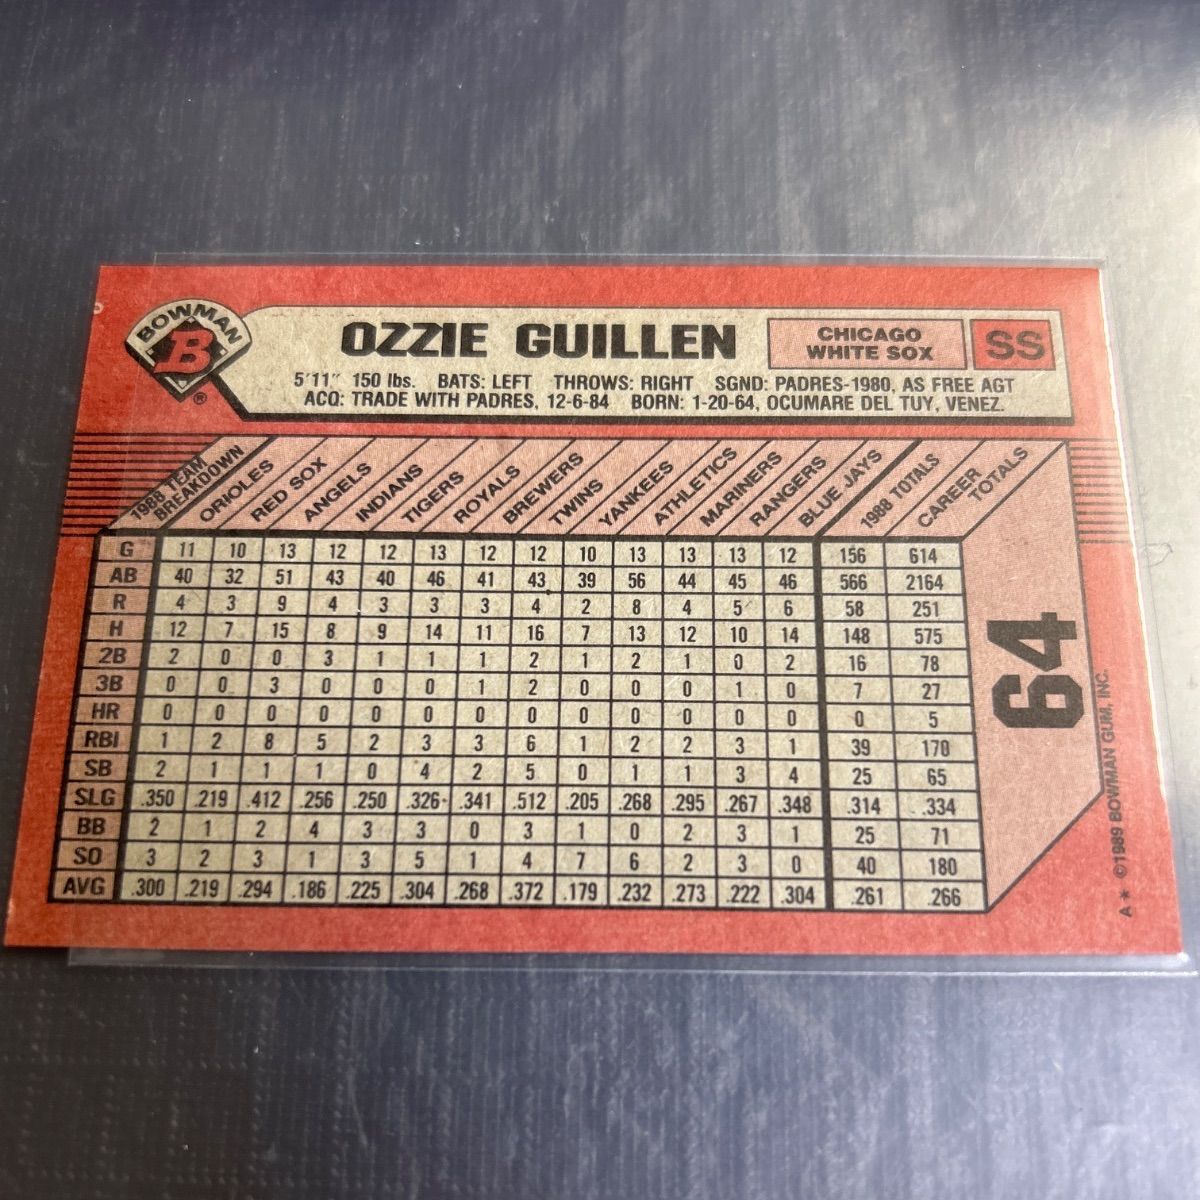 BOWMAN
B
®
OZZIE GUILLEN
CHICAGO
WHITE SOX
SS
5'11" 150 lbs. BATS: LEFT THROWS: RIGHT SGND: PADRES-1980, AS FREE AGT
ACQ: TRADE WITH PADRES, 12-6-84 BORN: 1-20-64, OCUMARE DEL TUY, VENEZ.
1988 TEAM BREAKDOWN ORIOLES RED SOX ANGELS INDIANS TIGERS ROYALS BREWERS TWINS YANKEES ATHLETICS MARINERS RANGERS BLUE JAYS 1988 TOTALS CAREER TOTALS
G 11 10 13 12 12 13 12 12 10 13 13 13 12 156 614
AB 40 32 51 43 40 46 41 43 39 56 44 45 46 566 2164
R 4 3 9 4 3 3 3 4 2 8 4 5 6 58 251
H 12 7 15 8 9 14 11 16 7 13 12 10 14 148 575
2B 2 0 0 3 1 1 1 2 1 2 1 0 2 16 78
3B 0 0 3 0 0 0 1 2 0 0 0 1 0 7 27
HR 0 0 0 0 0 0 0 0 0 0 0 0 0 0 5
RBI 1 2 8 5 2 3 3 6 1 2 2 3 1 39 170
SB 2 1 1 1 0 4 2 5 0 1 1 3 4 25 65
SLG .350 .219 .412 .256 .250 .326 .341 .512 .205 .268 .295 .267 .348 .314 .334
BB 2 1 2 4 3 3 0 3 1 0 2 3 1 25 71
SO 3 2 3 1 3 5 1 4 7 6 2 3 0 40 180
AVG .300 .219 .294 .186 .225 .304 .268 .372 .179 .232 .273 .222 .304 .261 .266
64
A* ©1989 BOWMAN GUM, INC.